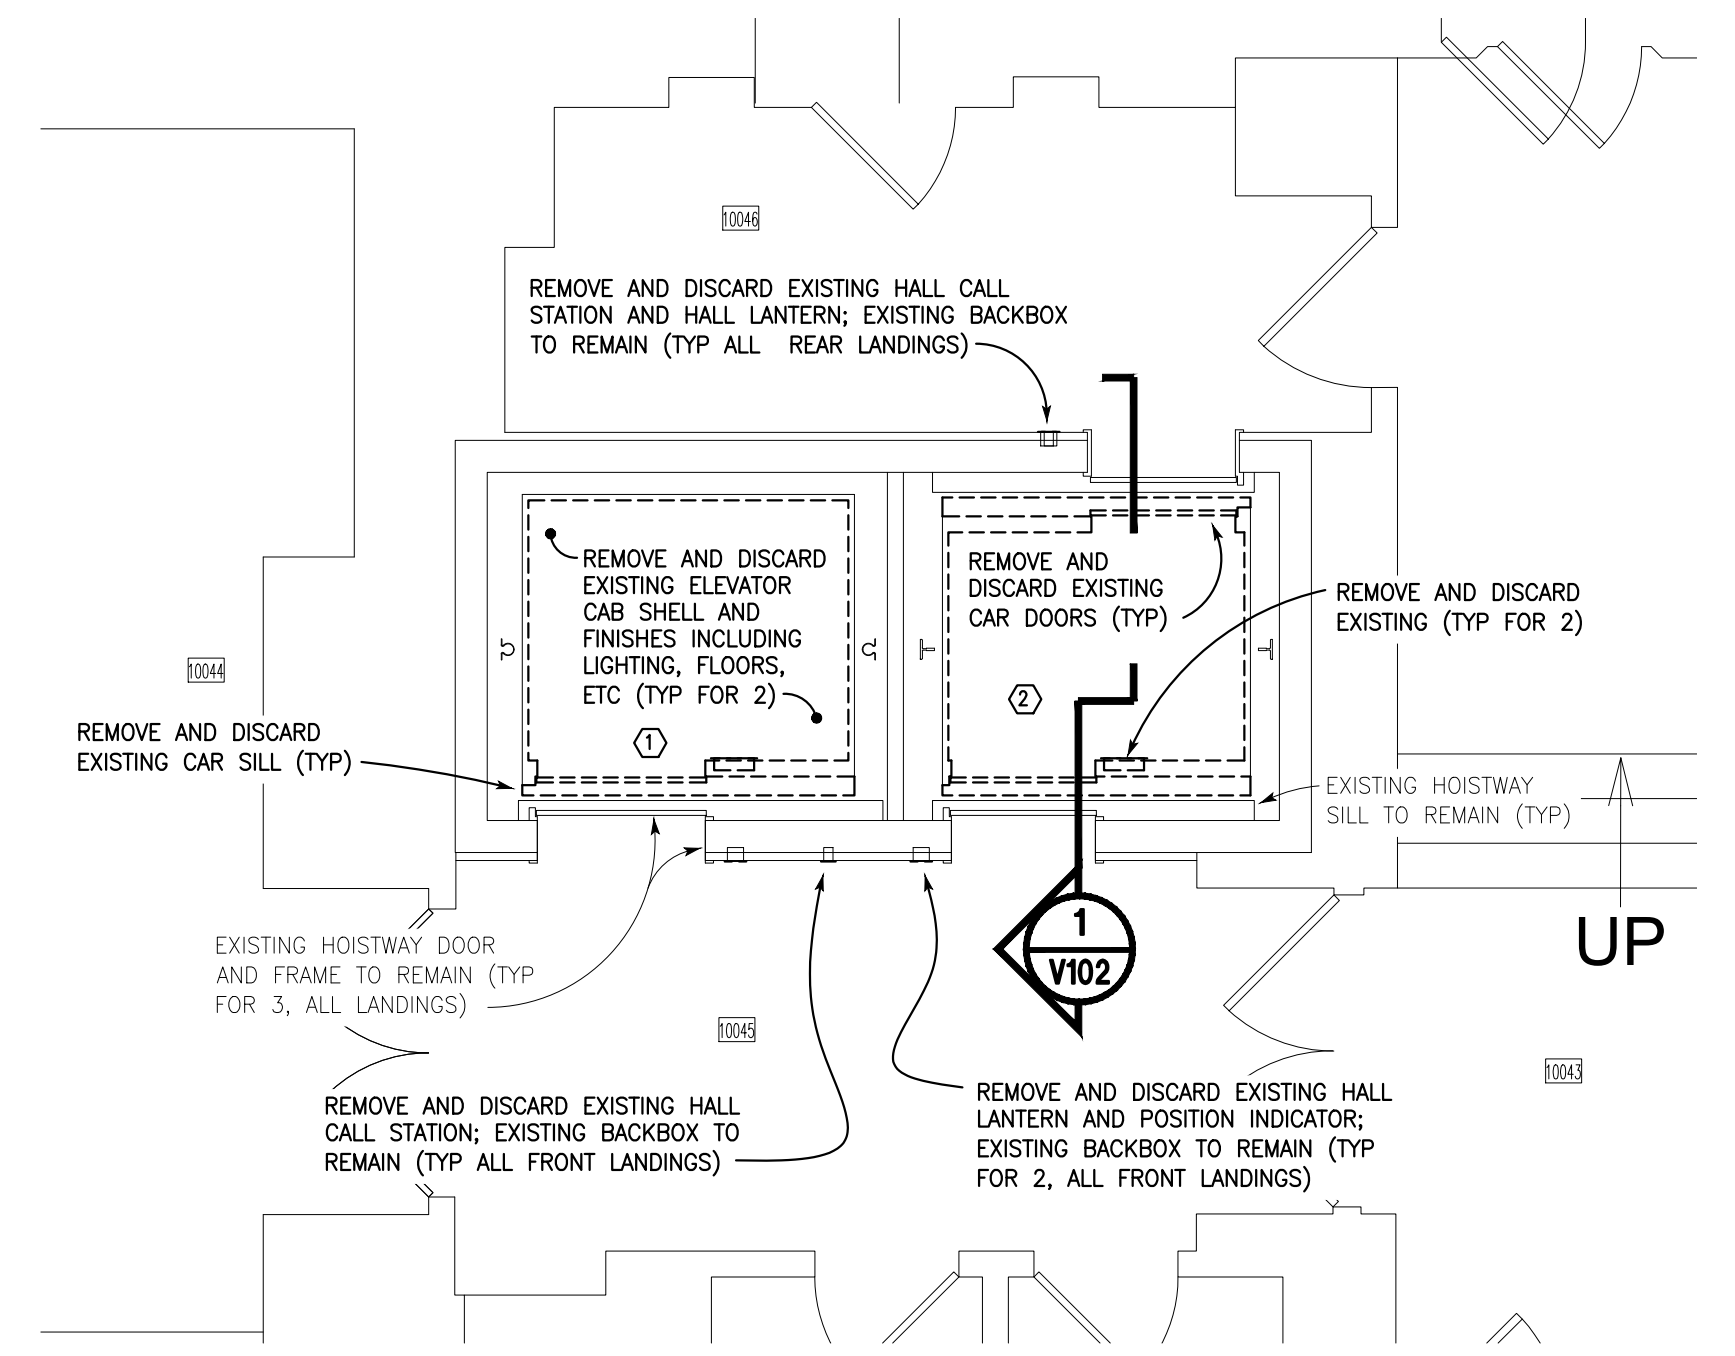 10046
REMOVE AND DISCARD EXISTING HALL CALL
STATION AND HALL LANTERN; EXISTING BACKBOX
TO REMAIN (TYP ALL REAR LANDINGS)
REMOVE AND DISCARD
EXISTING ELEVATOR
CAB SHELL AND
FINISHES INCLUDING
LIGHTING, FLOORS,
ETC (TYP FOR 2)
1
REMOVE AND
DISCARD EXISTING
CAR DOORS (TYP)
2
REMOVE AND DISCARD
EXISTING (TYP FOR 2)
10044
REMOVE AND DISCARD
EXISTING CAR SILL (TYP)
EXISTING HOISTWAY
SILL TO REMAIN (TYP)
UP
EXISTING HOISTWAY DOOR
AND FRAME TO REMAIN (TYP
FOR 3, ALL LANDINGS)
1
V102
10045
10043
REMOVE AND DISCARD EXISTING HALL
CALL STATION; EXISTING BACKBOX TO
REMAIN (TYP ALL FRONT LANDINGS)
REMOVE AND DISCARD EXISTING HALL
LANTERN AND POSITION INDICATOR;
EXISTING BACKBOX TO REMAIN (TYP
FOR 2, ALL FRONT LANDINGS)